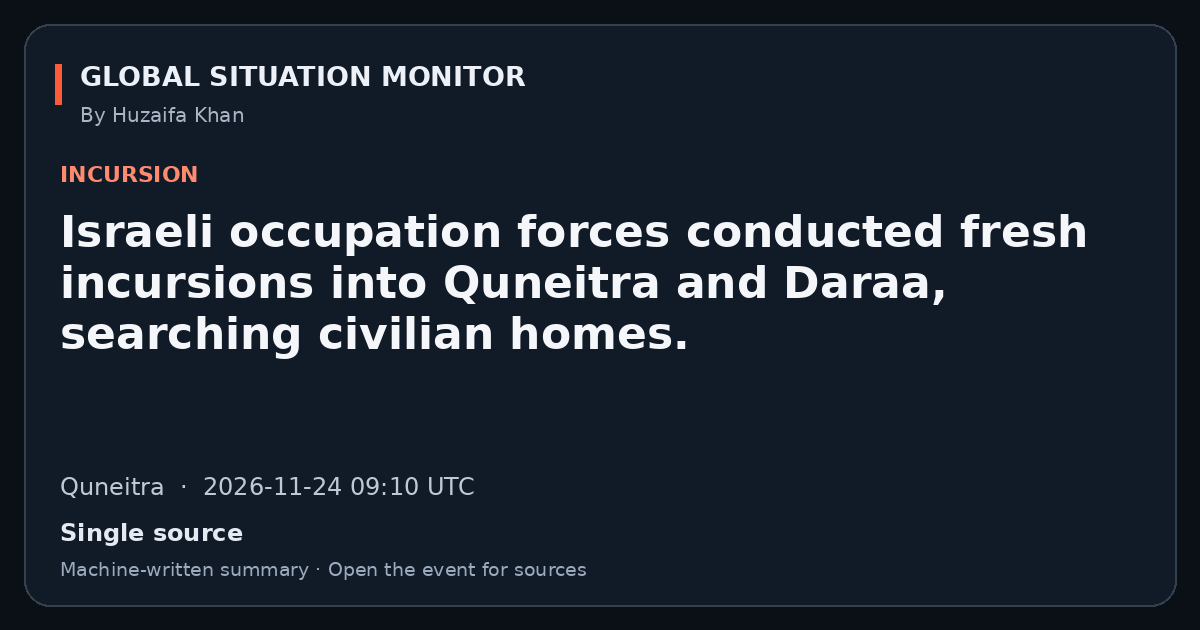 GLOBAL SITUATION MONITOR
By Huzaifa Khan
INCURSION
Israeli occupation forces conducted fresh
incursions into Quneitra and Daraa,
searching civilian homes.
Quneitra · 2026-11-24 09:10 UTC
Single source
Machine-written summary · Open the event for sources